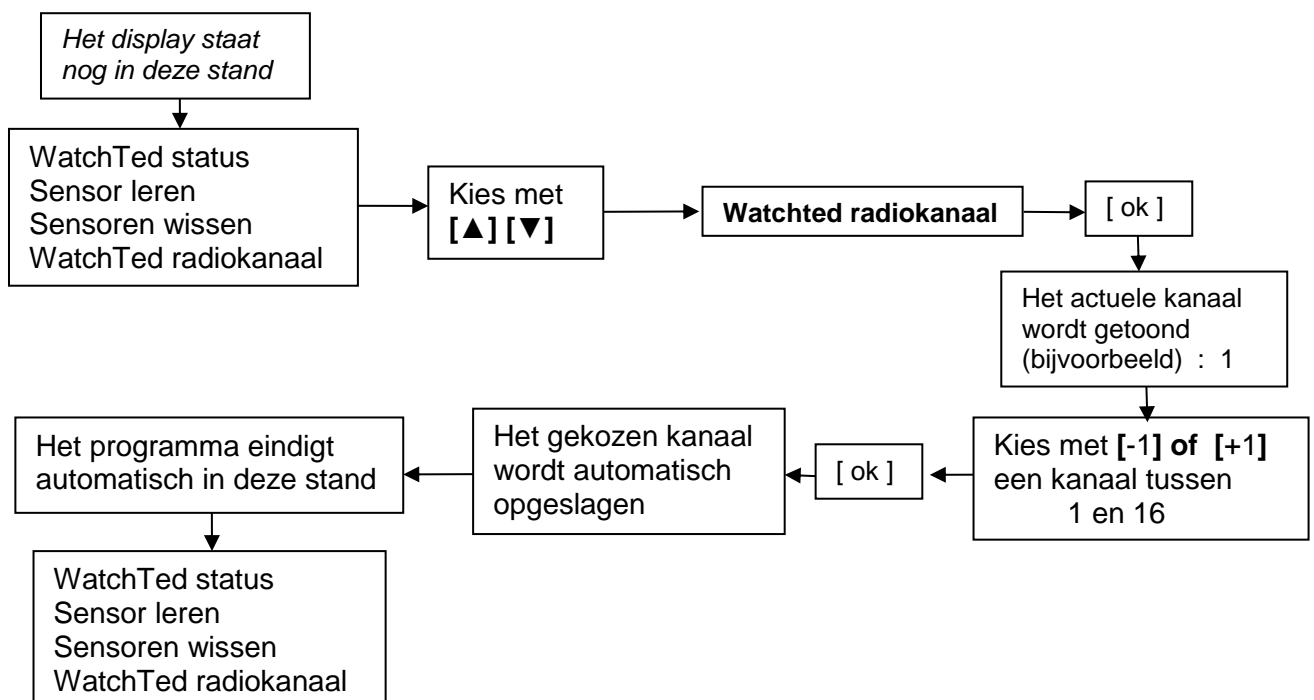 Het display staat
nog in deze stand
WatchTed status
Sensor leren
Sensoren wissen
WatchTed radiokanaal
Kies met
[▲] [▼]
Watchted radiokanaal
[ ok ]
Het actuele kanaal
wordt getoond
(bijvoorbeeld) : 1
Kies met [-1] of [+1]
een kanaal tussen
1 en 16
[ ok ]
Het gekozen kanaal
wordt automatisch
opgeslagen
Het programma eindigt
automatisch in deze stand
WatchTed status
Sensor leren
Sensoren wissen
WatchTed radiokanaal